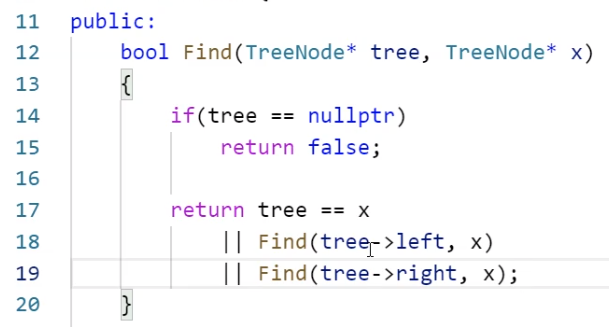 11 public:
12     bool Find(TreeNode* tree, TreeNode* x)
13     {
14         if(tree == nullptr)
15             return false;
16
17         return tree == x
18             || Find(tree->left, x)
19             || Find(tree->right, x);
20     }